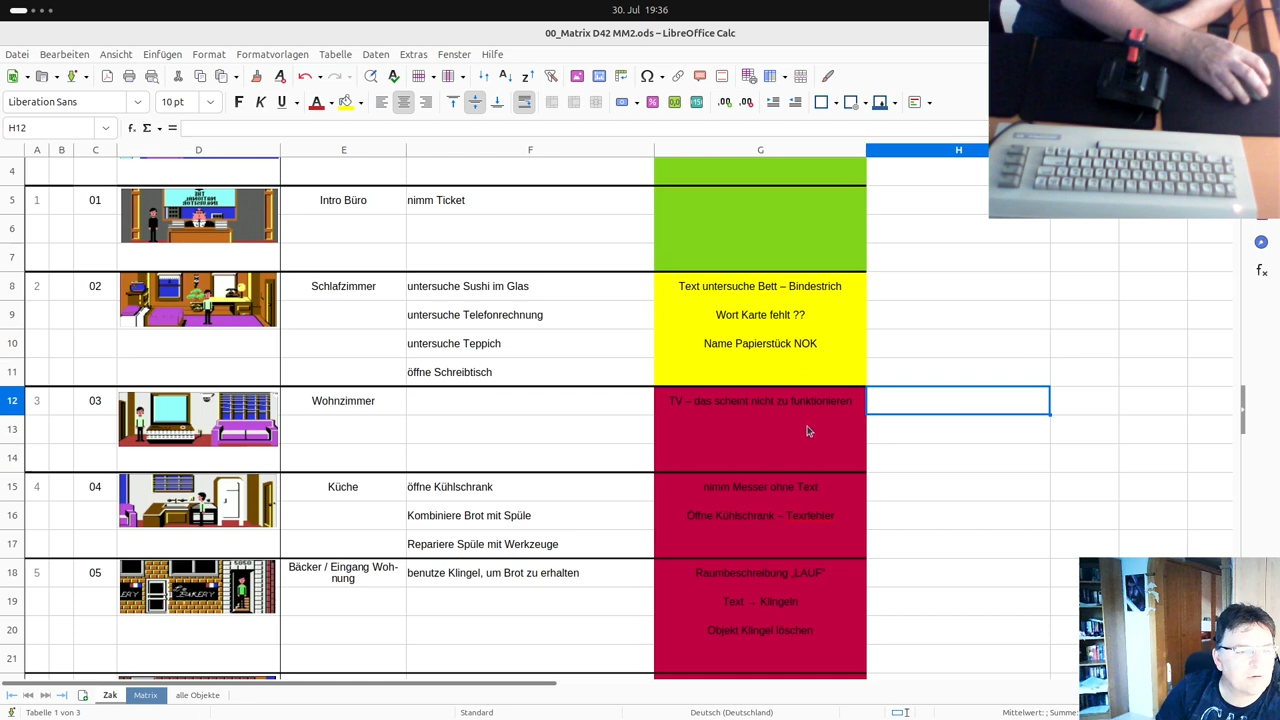 30. Jul 19:36
00_Matrix D42 MM2.ods – LibreOffice Calc
Datei Bearbeiten Ansicht Einfügen Format Formatvorlagen Tabelle Daten Extras Fenster Hilfe
Liberation Sans 10 pt F K U A
H12
A B C D E F G H
4
5 1 01 Intro Büro nimm Ticket
6
7
8 2 02 Schlafzimmer untersuche Sushi im Glas Text untersuche Bett – Bindestrich
9 untersuche Telefonrechnung Wort Karte fehlt ??
10 untersuche Teppich Name Papierstück NOK
11 öffne Schreibtisch
12 3 03 Wohnzimmer TV – das scheint nicht zu funktionieren
13
14
15 4 04 Küche öffne Kühlschrank nimm Messer ohne Text
16 Kombiniere Brot mit Spüle Öffne Kühlschrank – Texrfehler
17 Repariere Spüle mit Werkzeuge
18 5 05 Bäcker / Eingang Woh-
nung benutze Klingel, um Brot zu erhalten Raumbeschreibung „LAUF“
BAKERY
19 Text → Klingeln
20 Objekt Klingel löschen
21
Zak Matrix alle Objekte
Tabelle 1 von 3 Standard Deutsch (Deutschland) Mittelwert: ; Summe: